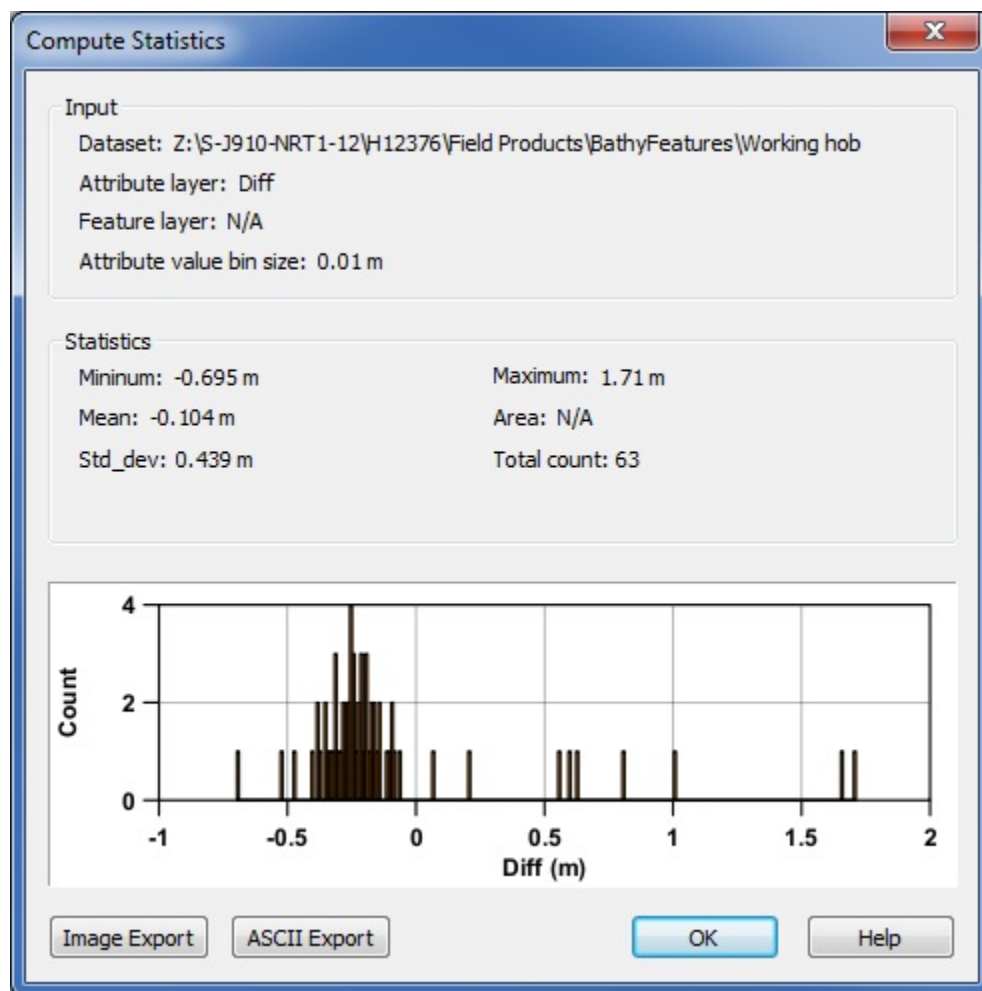 Compute Statistics
Input
Dataset: Z:\S-J910-NRT1-12\H12376\Field Products\BathyFeatures\Working hob
Attribute layer: Diff
Feature layer: N/A
Attribute value bin size: 0.01 m
Statistics
Mininum: -0.695 m Maximum: 1.71 m
Mean: -0.104 m Area: N/A
Std_dev: 0.439 m Total count: 63
4
2
0
Count
-1 -0.5 0 0.5 1 1.5 2
Diff (m)
Image Export ASCII Export OK Help